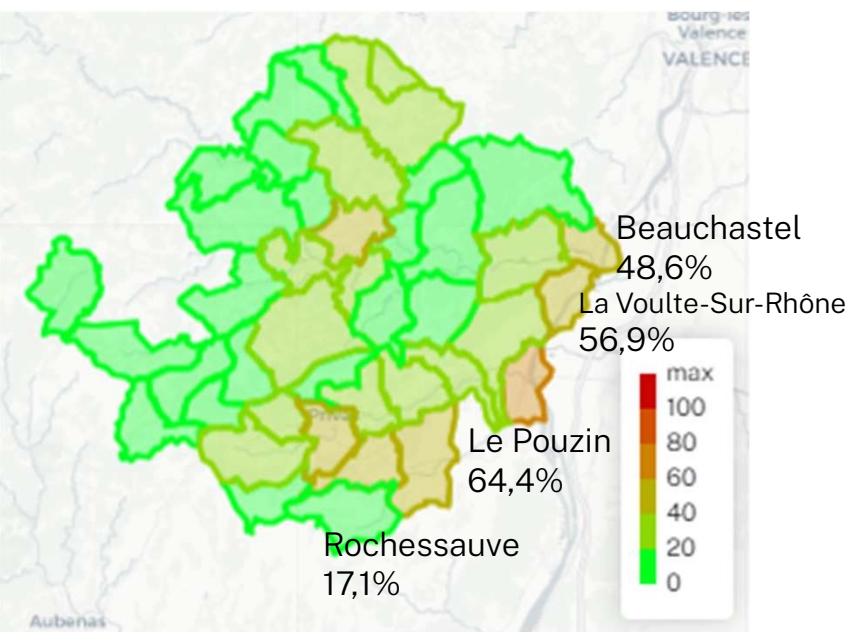 Bourg-lès
Valence
VALENCE
Beauchastel
48,6%
La Voulte-Sur-Rhône
56,9%
max
100
80
60
40
20
0
Priva
Le Pouzin
64,4%
Rochessauve
17,1%
Aubenas